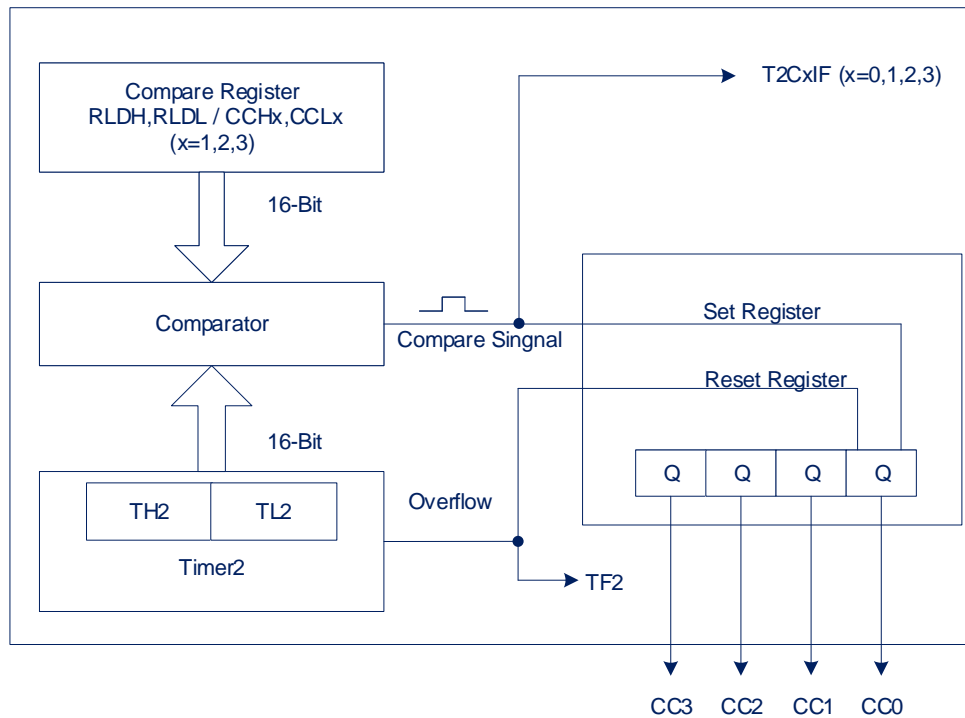 Compare Register
RLDH,RLDL / CCHx,CCLx
(x=1,2,3)
T2CxIF (x=0,1,2,3)
16-Bit
Comparator
Compare Singnal
Set Register
Reset Register
16-Bit
Q Q Q Q
TH2 TL2
Overflow
Timer2
TF2
CC3 CC2 CC1 CC0